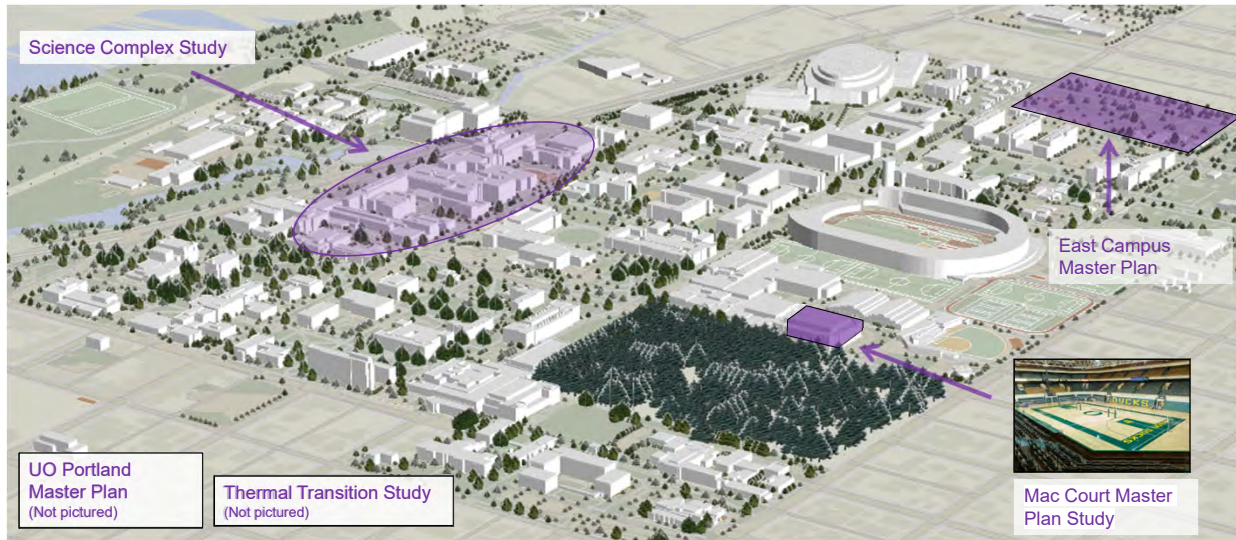 Science Complex Study
East Campus
Master Plan
DUCKS
UO Portland
Master Plan
(Not pictured)
Thermal Transition Study
(Not pictured)
Mac Court Master
Plan Study